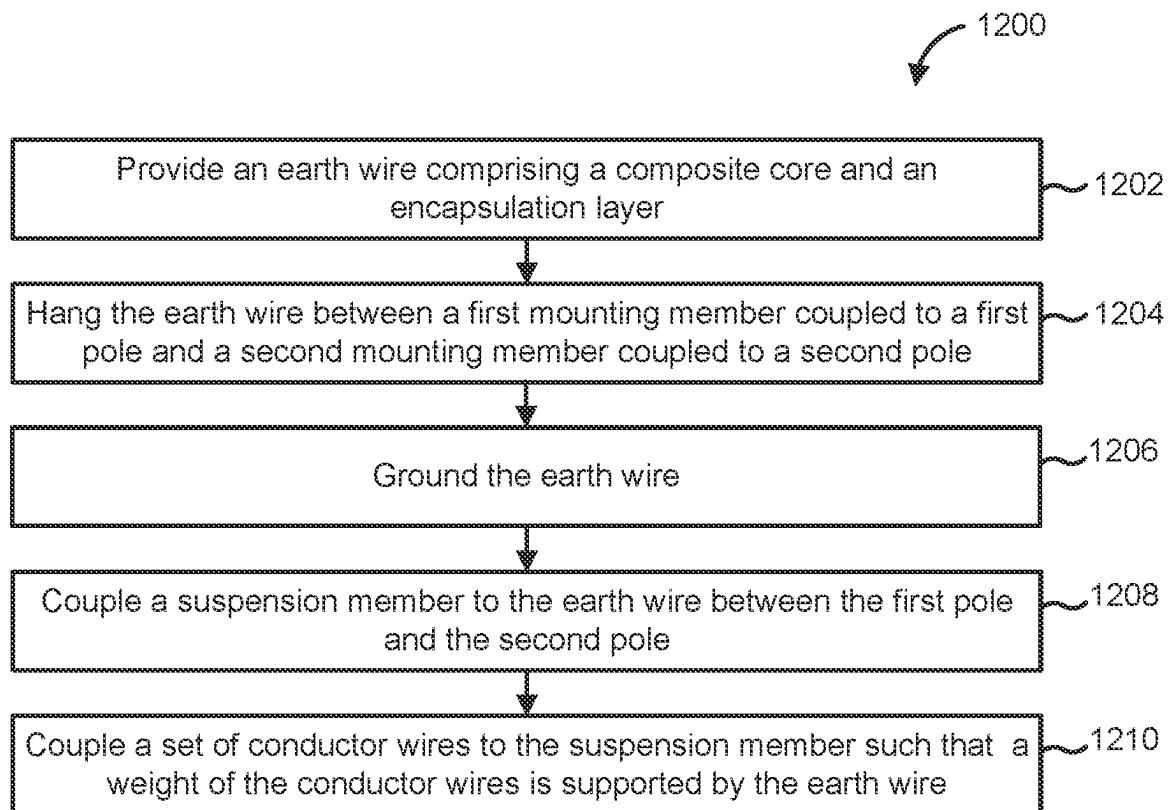 1200
Provide an earth wire comprising a composite core and an
encapsulation layer
1202
Hang the earth wire between a first mounting member coupled to a first
pole and a second mounting member coupled to a second pole
1204
Ground the earth wire
1206
Couple a suspension member to the earth wire between the first pole
and the second pole
1208
Couple a set of conductor wires to the suspension member such that a
weight of the conductor wires is supported by the earth wire
1210